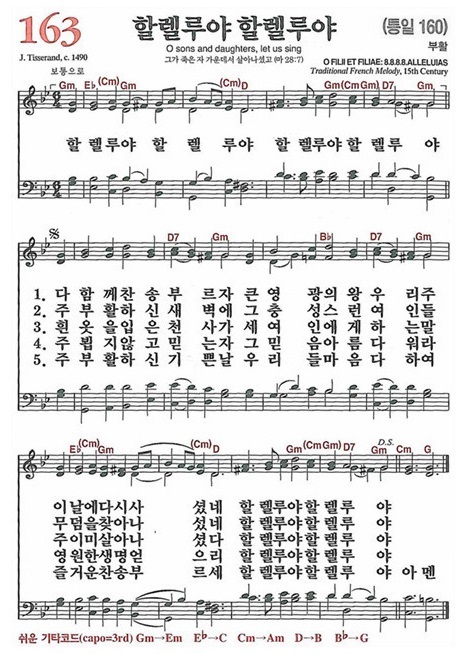 163
할렐루야 할렐루야
(통일 160)
O sons and daughters, let us sing
부활
J. Tisserand, c. 1490
그가 죽은 자 가운데서 살아나셨고 (마 28:7)
O FILII ET FILIAE: 8.8.8.8.ALLELUIAS
보통으로
Traditional French Melody, 15th Century
Gm E♭ (Cm) Gm (Cm) D Gm (Cm Gm) D7 Gm
할 렐루야 할 렐 루야 할렐루야 할 렐루 야
D7 Gm B♭ D7 Gm
1. 다 함 께 찬 송 부 르자 큰 영 광의 왕 우 리주
2. 주 부 활 하 신 새 벽에 그 충 성스 런 여 인들
3. 흰 옷 을 입 은 천 사가 세 여 인에 게 하 는말
4. 주 뵙 지 않 고 믿 는자 그 믿 음아 름 다 워라
5. 주 부 활 하 신 기 쁜날 우 리 들마 음 다 하여
(Cm) Gm (Cm) D Gm (Cm Gm) D7 Gm D.S. Cm G
이 날에 다 시 사 셨네 할 렐루야 할 렐루 야
무 덤을 찾 아 나 섰네 할 렐루야 할 렐루 야
주 이미 살 아 나 셨다 할 렐루야 할 렐루 야
영 원한 생 명 얻 으리 할 렐루야 할 렐루 야
즐 거운 찬 송 부 르세 할 렐루야 할 렐루 야 아 멘
쉬운 기타코드(capo=3rd) Gm→Em E♭→C Cm→Am D→B B♭→G